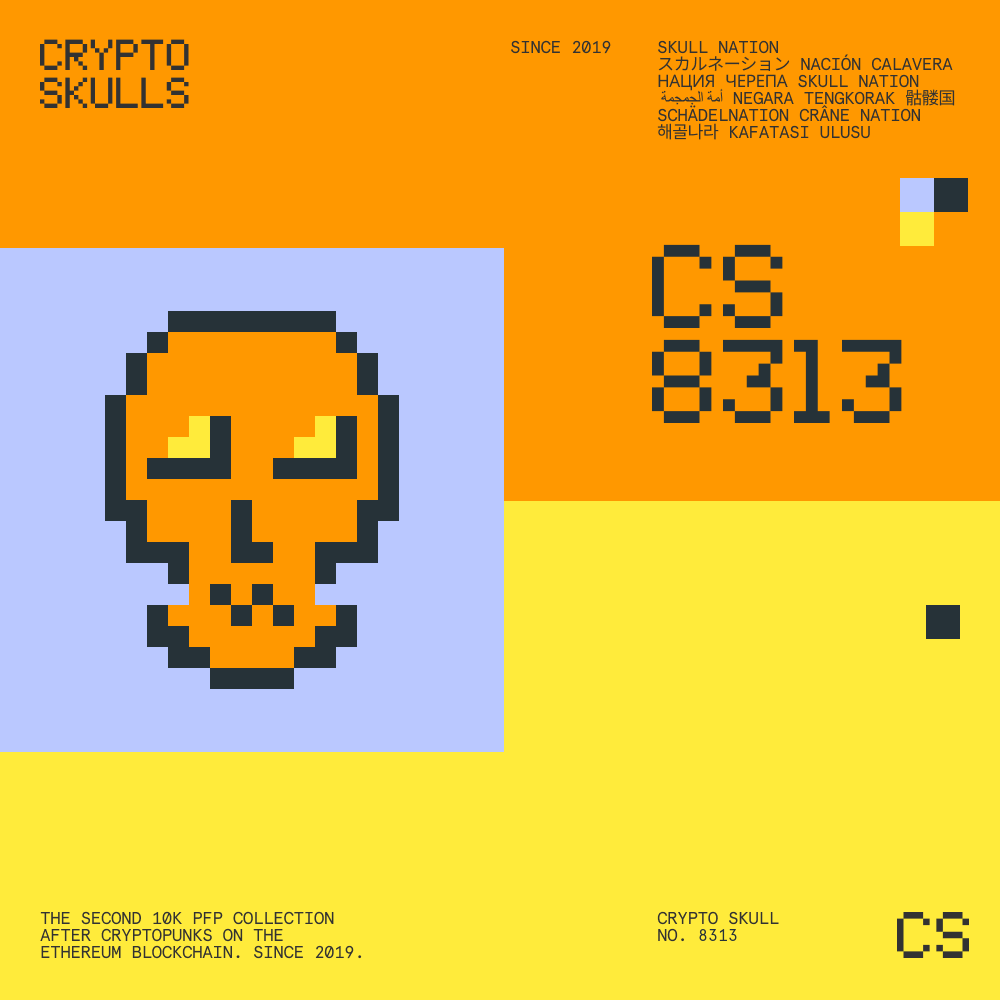 CRYPTO
SKULLS
SINCE 2019
SKULL NATION
スカルネーション NACIÓN CALAVERA
НАЦИЯ ЧЕРЕПА SKULL NATION
أمة الجمجمة NEGARA TENGKORAK 骷髅国
SCHÄDELNATION CRÂNE NATION
해골나라 KAFATASI ULUSU
CS
8313
THE SECOND 10K PFP COLLECTION
AFTER CRYPTOPUNKS ON THE
ETHEREUM BLOCKCHAIN. SINCE 2019.
CRYPTO SKULL
NO. 8313
CS